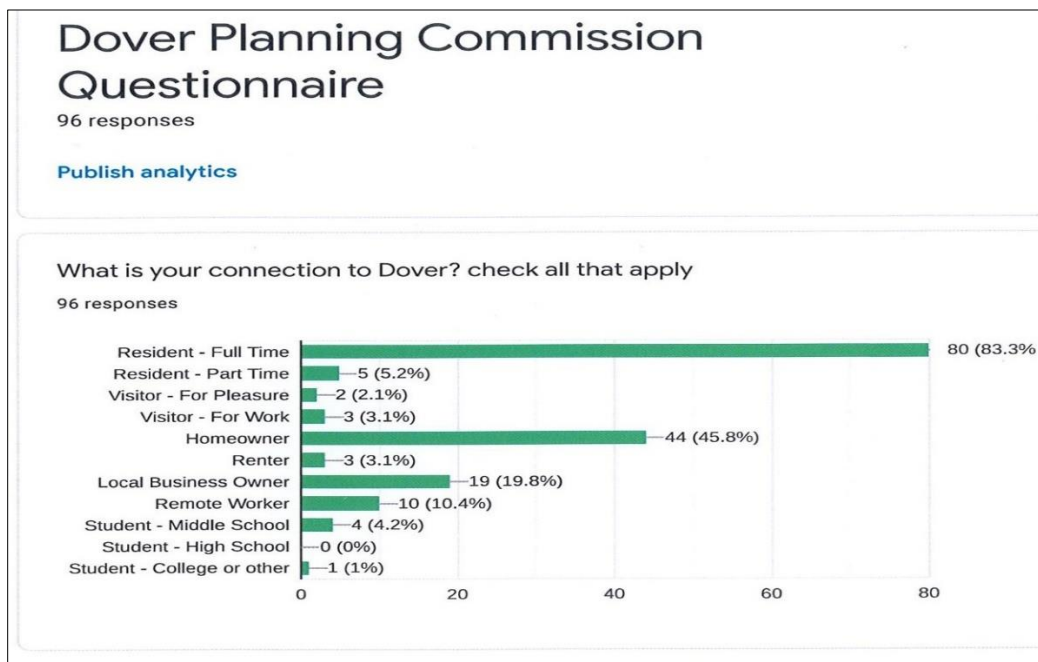 Dover Planning Commission
Questionnaire
96 responses
Publish analytics
What is your connection to Dover? check all that apply
96 responses
Resident - Full Time 80 (83.3%
Resident - Part Time 5 (5.2%)
Visitor - For Pleasure 2 (2.1%)
Visitor - For Work 3 (3.1%)
Homeowner 44 (45.8%)
Renter 3 (3.1%)
Local Business Owner 19 (19.8%)
Remote Worker 10 (10.4%)
Student - Middle School 4 (4.2%)
Student - High School 0 (0%)
Student - College or other 1 (1%)
0 20 40 60 80